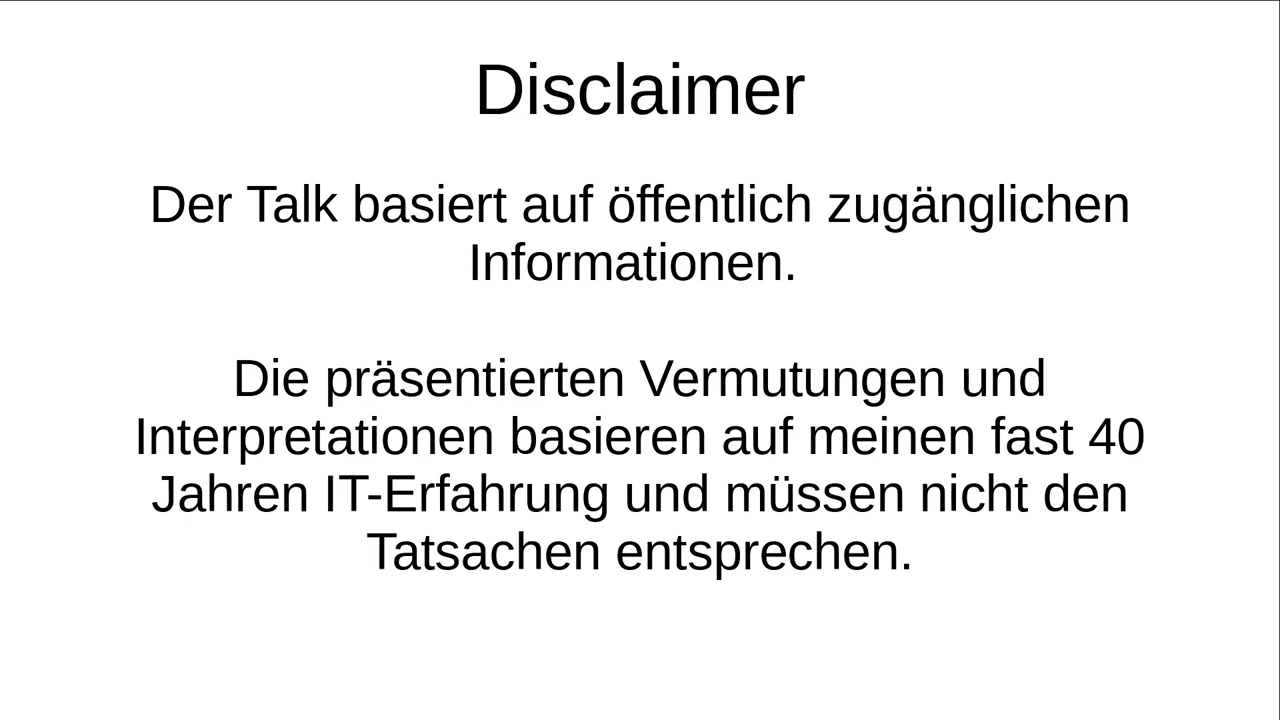 Disclaimer
Der Talk basiert auf öffentlich zugänglichen
Informationen.
Die präsentierten Vermutungen und
Interpretationen basieren auf meinen fast 40
Jahren IT-Erfahrung und müssen nicht den
Tatsachen entsprechen.